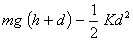 mg (h + d) − 1/2 Kd²